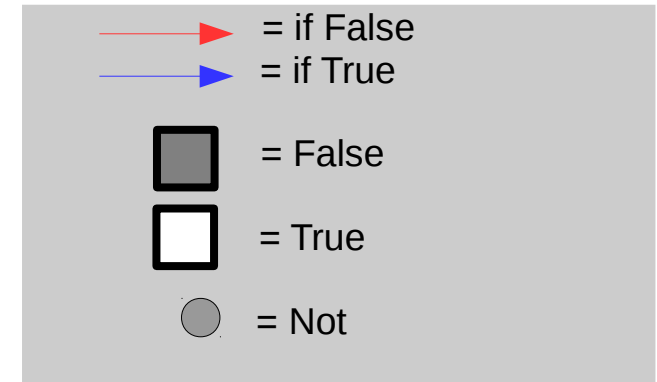 = if False
= if True
= False
= True
= Not